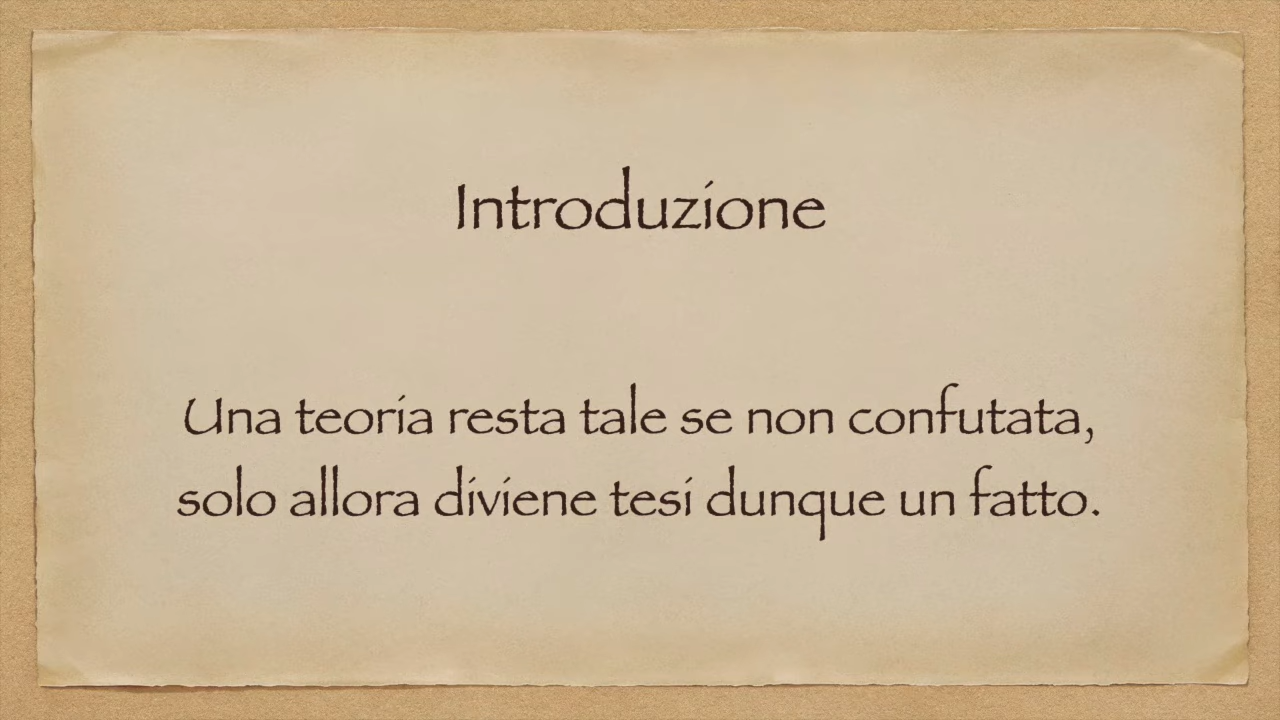 Introduzione
Una teoria resta tale se non confutata,
solo allora diviene tesi dunque un fatto.